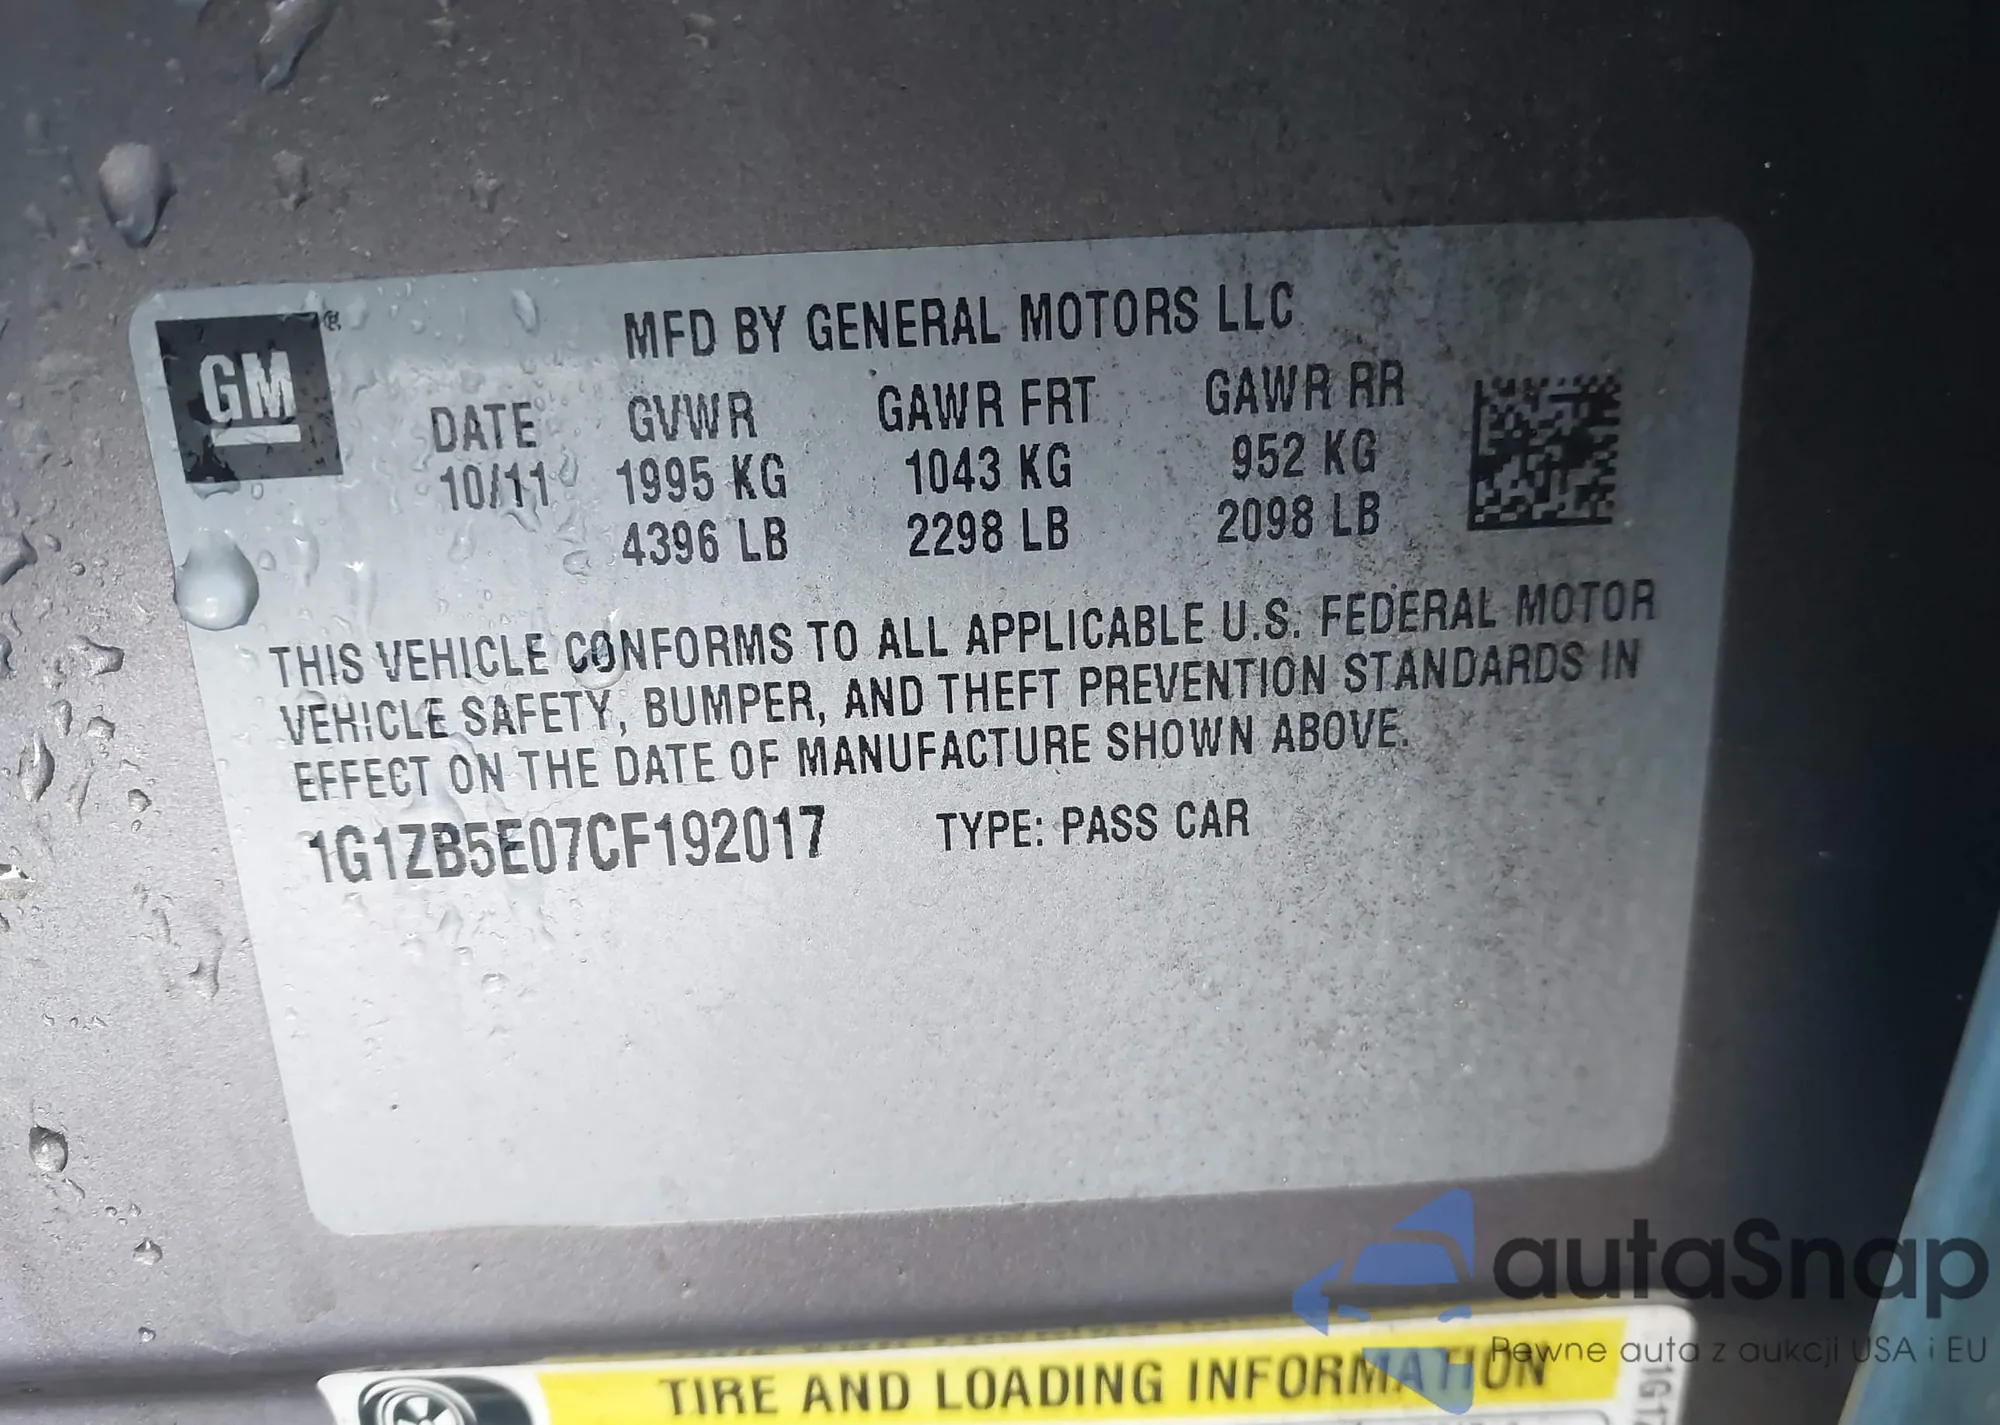 GM®
MFD BY GENERAL MOTORS LLC
DATE GVWR GAWR FRT GAWR RR
10/11 1995 KG 1043 KG 952 KG
4396 LB 2298 LB 2098 LB
THIS VEHICLE CONFORMS TO ALL APPLICABLE U.S. FEDERAL MOTOR
VEHICLE SAFETY, BUMPER, AND THEFT PREVENTION STANDARDS IN
EFFECT ON THE DATE OF MANUFACTURE SHOWN ABOVE.
1G1ZB5E07CF192017 TYPE: PASS CAR
autaSnap
Pewne auta z aukcji USA i EU
TIRE AND LOADING INFORMATION